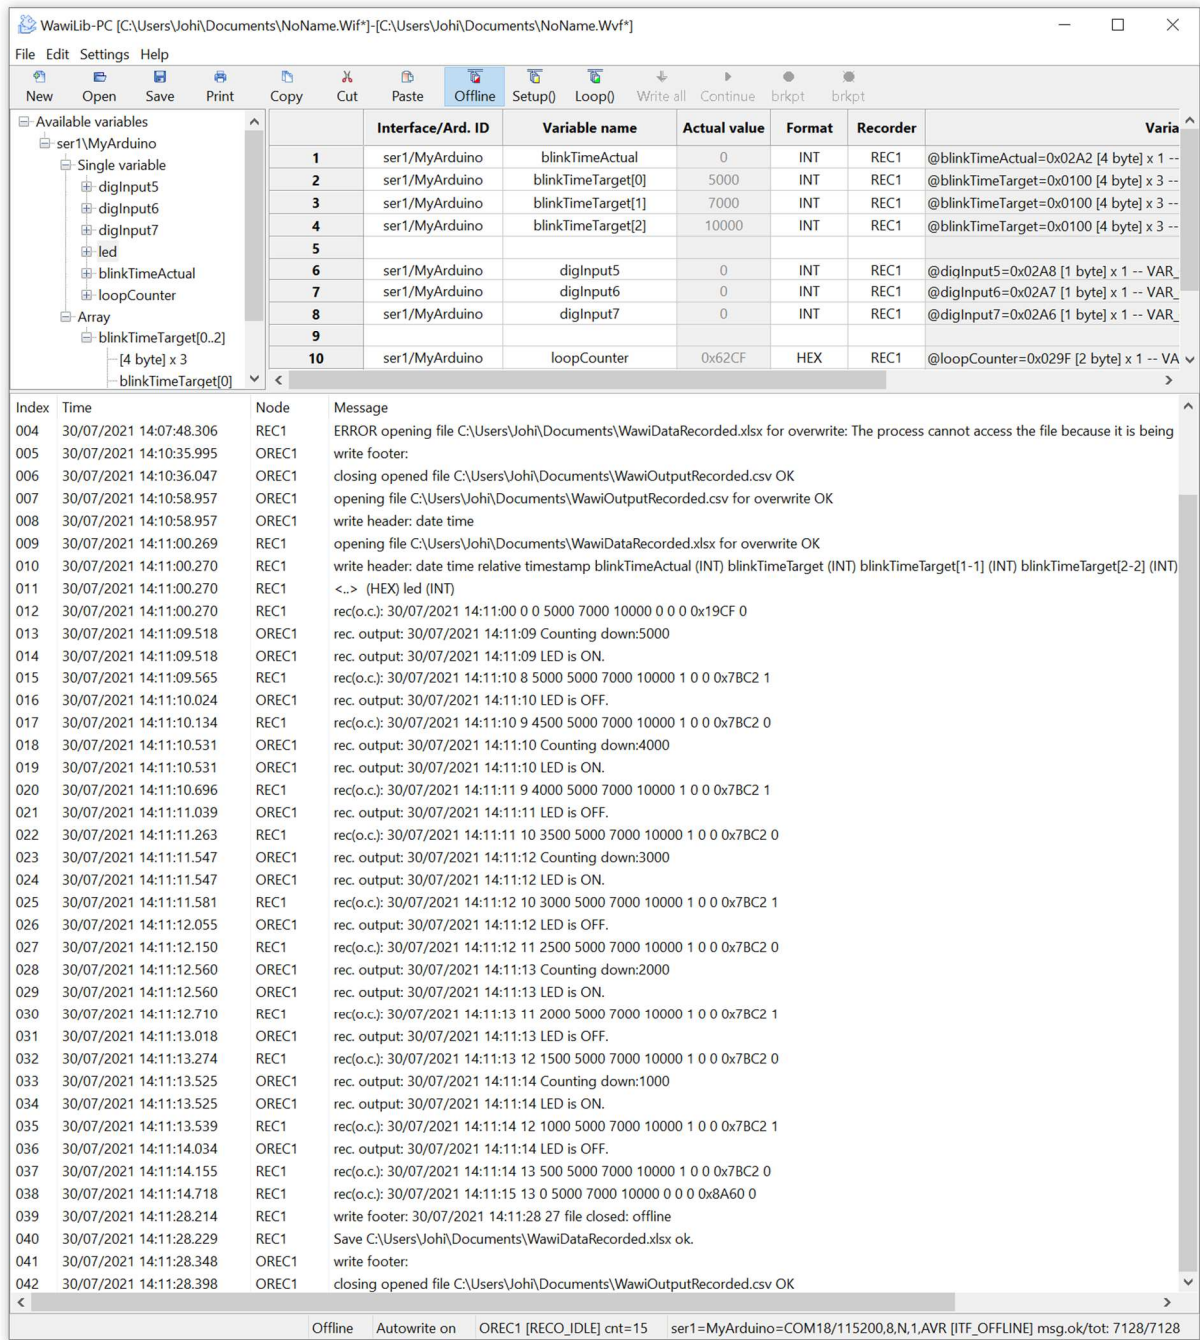 WawiLib-PC [C:\Users\Johi\Documents\NoName.Wif*]-[C:\Users\Johi\Documents\NoName.Wvf*]
File Edit Settings Help
New Open Save Print Copy Cut Paste Offline Setup() Loop() Write all Continue brkpt brkpt
Available variables
ser1\MyArduino
Single variable
digInput5
digInput6
digInput7
led
blinkTimeActual
loopCounter
Array
blinkTimeTarget[0..2]
[4 byte] x 3
blinkTimeTarget[0]
Interface/Ard. ID Variable name Actual value Format Recorder Varia
1 ser1/MyArduino blinkTimeActual 0 INT REC1 @blinkTimeActual=0x02A2 [4 byte] x 1 --
2 ser1/MyArduino blinkTimeTarget[0] 5000 INT REC1 @blinkTimeTarget=0x0100 [4 byte] x 3 --
3 ser1/MyArduino blinkTimeTarget[1] 7000 INT REC1 @blinkTimeTarget=0x0100 [4 byte] x 3 --
4 ser1/MyArduino blinkTimeTarget[2] 10000 INT REC1 @blinkTimeTarget=0x0100 [4 byte] x 3 --
5
6 ser1/MyArduino digInput5 0 INT REC1 @digInput5=0x02A8 [1 byte] x 1 -- VAR_
7 ser1/MyArduino digInput6 0 INT REC1 @digInput6=0x02A7 [1 byte] x 1 -- VAR_
8 ser1/MyArduino digInput7 0 INT REC1 @digInput7=0x02A6 [1 byte] x 1 -- VAR_
9
10 ser1/MyArduino loopCounter 0x62CF HEX REC1 @loopCounter=0x029F [2 byte] x 1 -- VA
Index Time Node Message
004 30/07/2021 14:07:48.306 REC1 ERROR opening file C:\Users\Johi\Documents\WawiDataRecorded.xlsx for overwrite: The process cannot access the file because it is being
005 30/07/2021 14:10:35.995 OREC1 write footer:
006 30/07/2021 14:10:36.047 OREC1 closing opened file C:\Users\Johi\Documents\WawiOutputRecorded.csv OK
007 30/07/2021 14:10:58.957 OREC1 opening file C:\Users\Johi\Documents\WawiOutputRecorded.csv for overwrite OK
008 30/07/2021 14:10:58.957 OREC1 write header: date time
009 30/07/2021 14:11:00.269 REC1 opening file C:\Users\Johi\Documents\WawiDataRecorded.xlsx for overwrite OK
010 30/07/2021 14:11:00.270 REC1 write header: date time relative timestamp blinkTimeActual (INT) blinkTimeTarget (INT) blinkTimeTarget[1-1] (INT) blinkTimeTarget[2-2] (INT)
011 30/07/2021 14:11:00.270 REC1 <..> (HEX) led (INT)
012 30/07/2021 14:11:00.270 REC1 rec(o.c.): 30/07/2021 14:11:00 0 0 5000 7000 10000 0 0 0 0x19CF 0
013 30/07/2021 14:11:09.518 OREC1 rec. output: 30/07/2021 14:11:09 Counting down:5000
014 30/07/2021 14:11:09.518 OREC1 rec. output: 30/07/2021 14:11:09 LED is ON.
015 30/07/2021 14:11:09.565 REC1 rec(o.c.): 30/07/2021 14:11:10 8 5000 5000 7000 10000 1 0 0 0x7BC2 1
016 30/07/2021 14:11:10.024 OREC1 rec. output: 30/07/2021 14:11:10 LED is OFF.
017 30/07/2021 14:11:10.134 REC1 rec(o.c.): 30/07/2021 14:11:10 9 4500 5000 7000 10000 1 0 0 0x7BC2 0
018 30/07/2021 14:11:10.531 OREC1 rec. output: 30/07/2021 14:11:10 Counting down:4000
019 30/07/2021 14:11:10.531 OREC1 rec. output: 30/07/2021 14:11:10 LED is ON.
020 30/07/2021 14:11:10.696 REC1 rec(o.c.): 30/07/2021 14:11:11 9 4000 5000 7000 10000 1 0 0 0x7BC2 1
021 30/07/2021 14:11:11.039 OREC1 rec. output: 30/07/2021 14:11:11 LED is OFF.
022 30/07/2021 14:11:11.263 REC1 rec(o.c.): 30/07/2021 14:11:11 10 3500 5000 7000 10000 1 0 0 0x7BC2 0
023 30/07/2021 14:11:11.547 OREC1 rec. output: 30/07/2021 14:11:12 Counting down:3000
024 30/07/2021 14:11:11.547 OREC1 rec. output: 30/07/2021 14:11:12 LED is ON.
025 30/07/2021 14:11:11.581 REC1 rec(o.c.): 30/07/2021 14:11:12 10 3000 5000 7000 10000 1 0 0 0x7BC2 1
026 30/07/2021 14:11:12.055 OREC1 rec. output: 30/07/2021 14:11:12 LED is OFF.
027 30/07/2021 14:11:12.150 REC1 rec(o.c.): 30/07/2021 14:11:12 11 2500 5000 7000 10000 1 0 0 0x7BC2 0
028 30/07/2021 14:11:12.560 OREC1 rec. output: 30/07/2021 14:11:13 Counting down:2000
029 30/07/2021 14:11:12.560 OREC1 rec. output: 30/07/2021 14:11:13 LED is ON.
030 30/07/2021 14:11:12.710 REC1 rec(o.c.): 30/07/2021 14:11:13 11 2000 5000 7000 10000 1 0 0 0x7BC2 1
031 30/07/2021 14:11:13.018 OREC1 rec. output: 30/07/2021 14:11:13 LED is OFF.
032 30/07/2021 14:11:13.274 REC1 rec(o.c.): 30/07/2021 14:11:13 12 1500 5000 7000 10000 1 0 0 0x7BC2 0
033 30/07/2021 14:11:13.525 OREC1 rec. output: 30/07/2021 14:11:14 Counting down:1000
034 30/07/2021 14:11:13.525 OREC1 rec. output: 30/07/2021 14:11:14 LED is ON.
035 30/07/2021 14:11:13.539 REC1 rec(o.c.): 30/07/2021 14:11:14 12 1000 5000 7000 10000 1 0 0 0x7BC2 1
036 30/07/2021 14:11:14.034 OREC1 rec. output: 30/07/2021 14:11:14 LED is OFF.
037 30/07/2021 14:11:14.155 REC1 rec(o.c.): 30/07/2021 14:11:14 13 500 5000 7000 10000 1 0 0 0x7BC2 0
038 30/07/2021 14:11:14.718 REC1 rec(o.c.): 30/07/2021 14:11:15 13 0 5000 7000 10000 0 0 0 0x8A60 0
039 30/07/2021 14:11:28.214 REC1 write footer: 30/07/2021 14:11:28 27 file closed: offline
040 30/07/2021 14:11:28.229 REC1 Save C:\Users\Johi\Documents\WawiDataRecorded.xlsx ok.
041 30/07/2021 14:11:28.348 OREC1 write footer:
042 30/07/2021 14:11:28.398 OREC1 closing opened file C:\Users\Johi\Documents\WawiOutputRecorded.csv OK
Offline Autowrite on OREC1 [RECO_IDLE] cnt=15 ser1=MyArduino=COM18/115200,8,N,1,AVR [ITF_OFFLINE] msg.ok/tot: 7128/7128